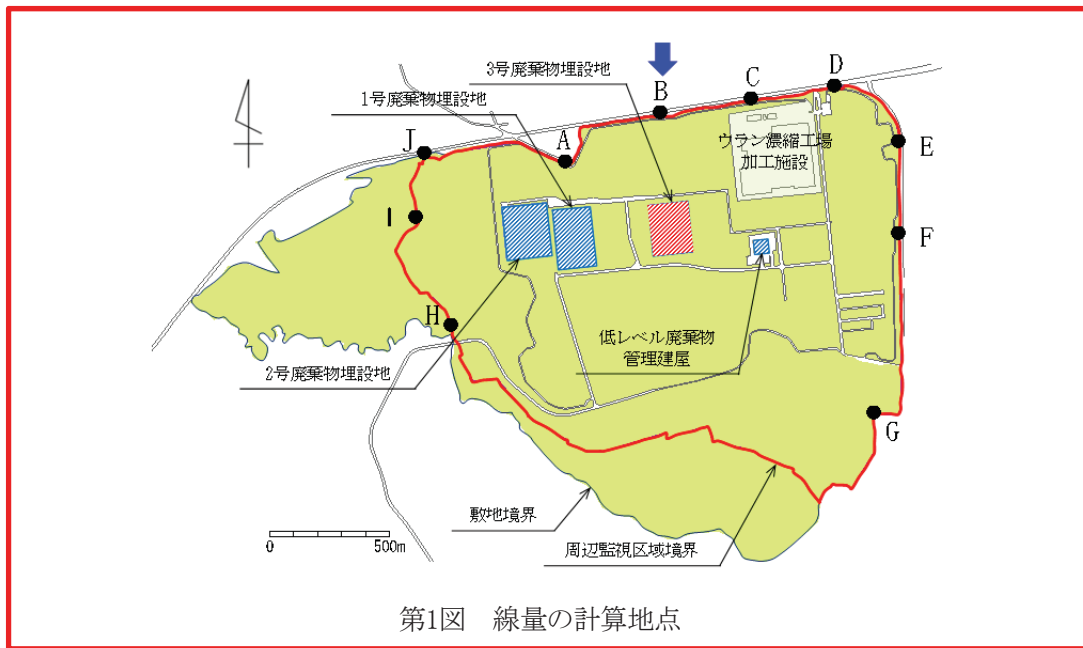 3号廃棄物埋設地
1号廃棄物埋設地
B
C
D
J
A
ウラン濃縮工場
加工施設
E
I
F
H
低レベル廃棄物
管理建屋
2号廃棄物埋設地
G
敷地境界
周辺監視区域境界
0 500m
第1図 線量の計算地点